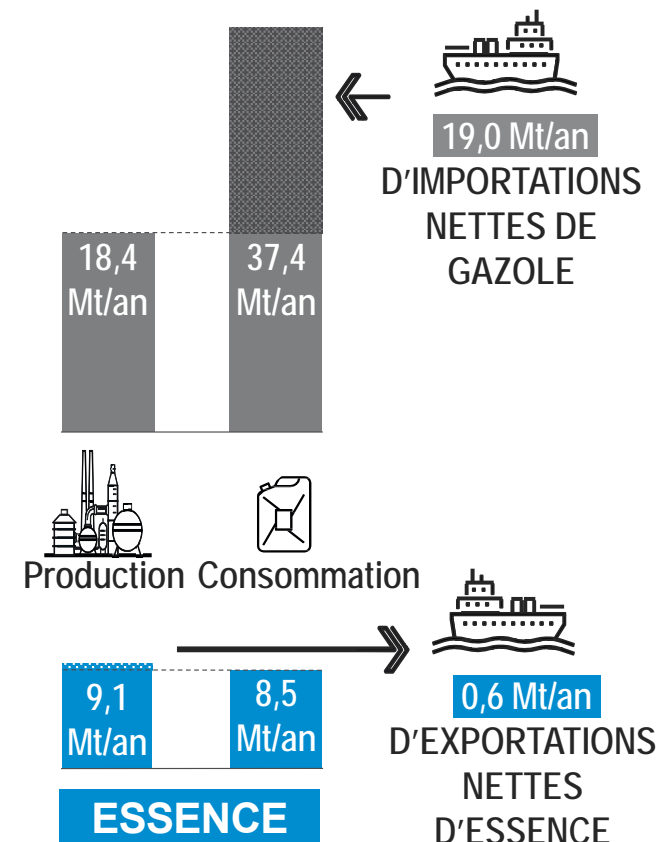 19,0 Mt/an
D'IMPORTATIONS
NETTES DE
GAZOLE
18,4
Mt/an
37,4
Mt/an
Production
Consommation
9,1
Mt/an
8,5
Mt/an
0,6 Mt/an
D'EXPORTATIONS
NETTES
D'ESSENCE
ESSENCE